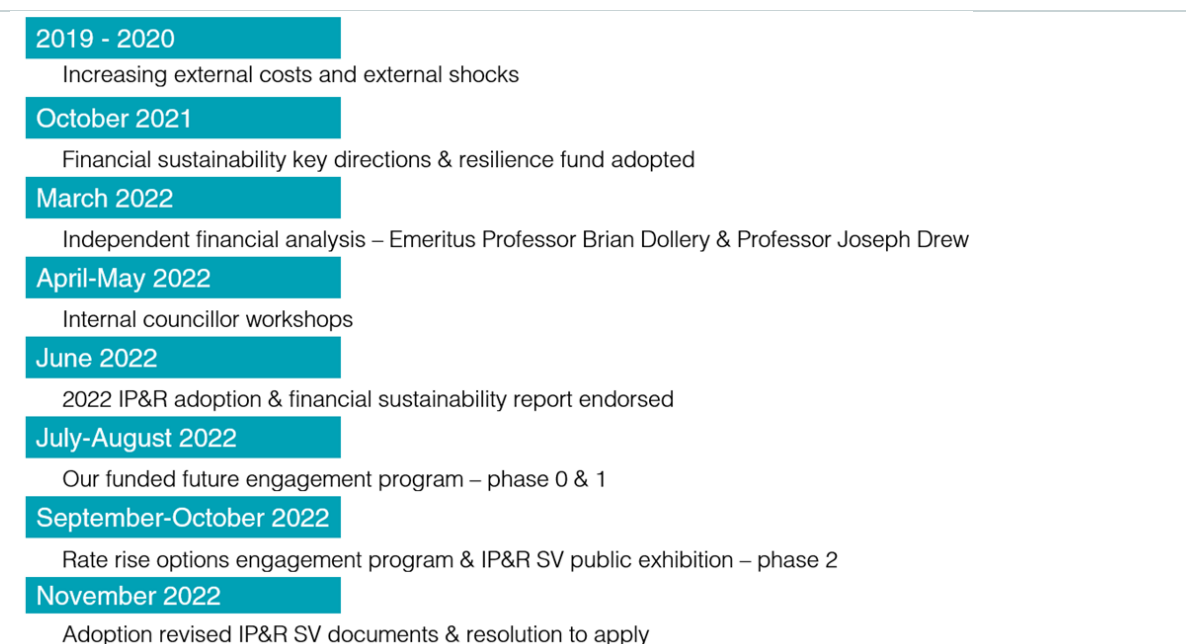 2019 - 2020
Increasing external costs and external shocks
October 2021
Financial sustainability key directions & resilience fund adopted
March 2022
Independent financial analysis – Emeritus Professor Brian Dollery & Professor Joseph Drew
April-May 2022
Internal councillor workshops
June 2022
2022 IP&R adoption & financial sustainability report endorsed
July-August 2022
Our funded future engagement program – phase 0 & 1
September-October 2022
Rate rise options engagement program & IP&R SV public exhibition – phase 2
November 2022
Adoption revised IP&R SV documents & resolution to apply